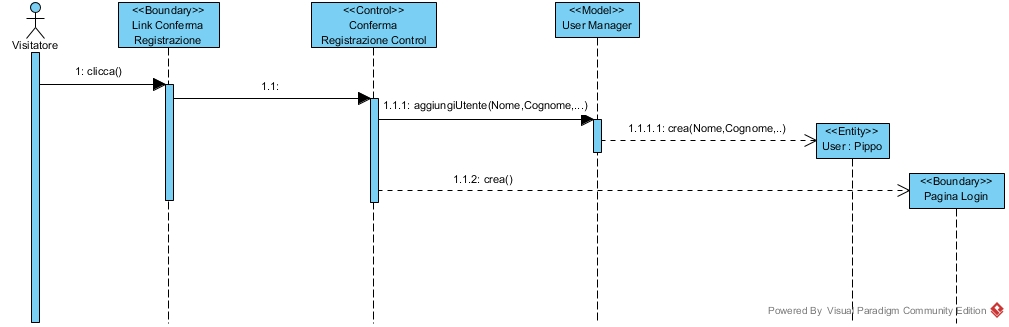 Visitatore
<<Boundary>>
Link Conferma
Registrazione
<<Control>>
Conferma
Registrazione Control
<<Model>>
User Manager
1: clicca()
1.1:
1.1.1: aggiungiUtente(Nome,Cognome,...)
1.1.1.1: crea(Nome,Cognome,..)
<<Entity>>
User : Pippo
1.1.2: crea()
<<Boundary>>
Pagina Login
Powered By Visual Paradigm Community Edition